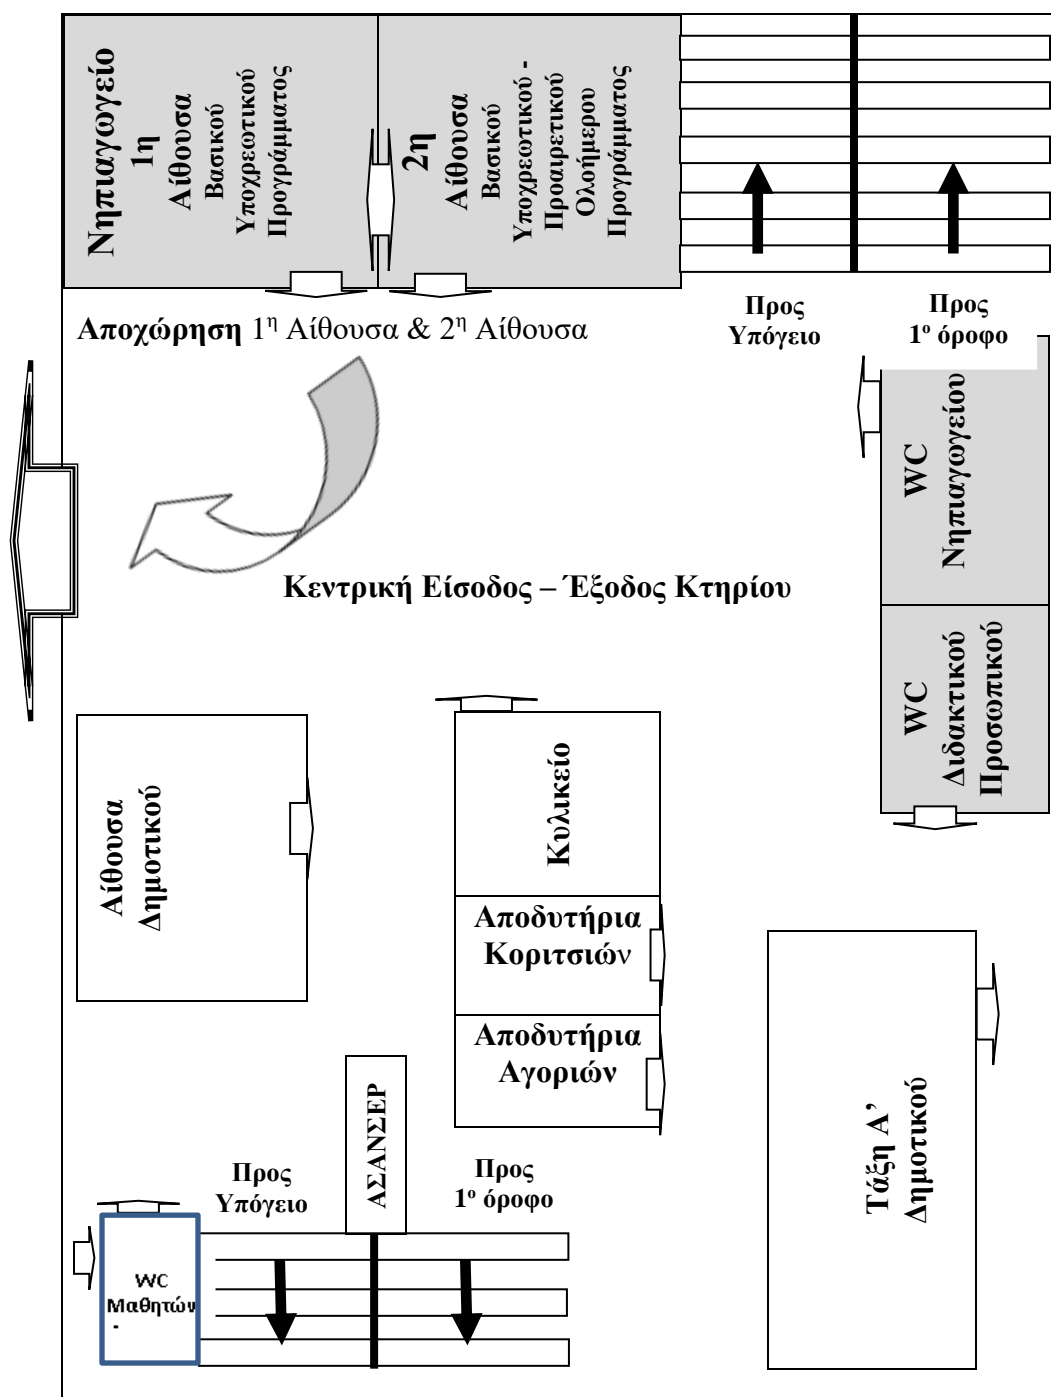 Νηπιαγωγείο
1η
Αίθουσα
Βασικού
Υποχρεωτικού
Προγράμματος
2η
Αίθουσα
Βασικού
Υποχρεωτικού -
Προαιρετικού
Ολοήμερου
Προγράμματος
Προς
Υπόγειο
Προς
1ο όροφο
Αποχώρηση 1η Αίθουσα & 2η Αίθουσα
WC
Νηπιαγωγείου
Κεντρική Είσοδος – Έξοδος Κτηρίου
WC
Διδακτικού
Προσωπικού
Αίθουσα
Δημοτικού
Κυλικείο
Αποδυτήρια
Κοριτσιών
Αποδυτήρια
Αγοριών
Τάξη Α’
Δημοτικού
ΑΣΑΝΣΕΡ
Προς
Υπόγειο
Προς
1ο όροφο
WC
Μαθητών
-